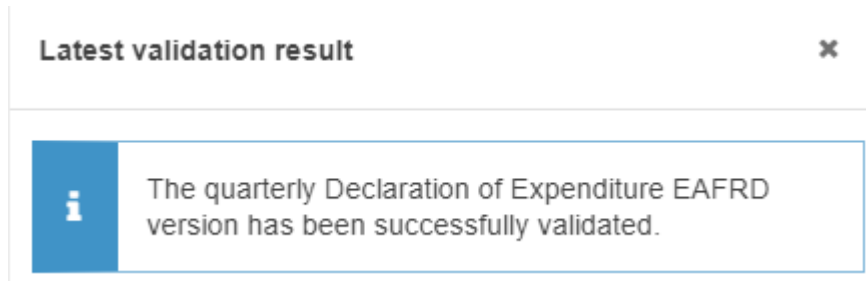 Latest validation result
The quarterly Declaration of Expenditure EAFRD
version has been successfully validated.